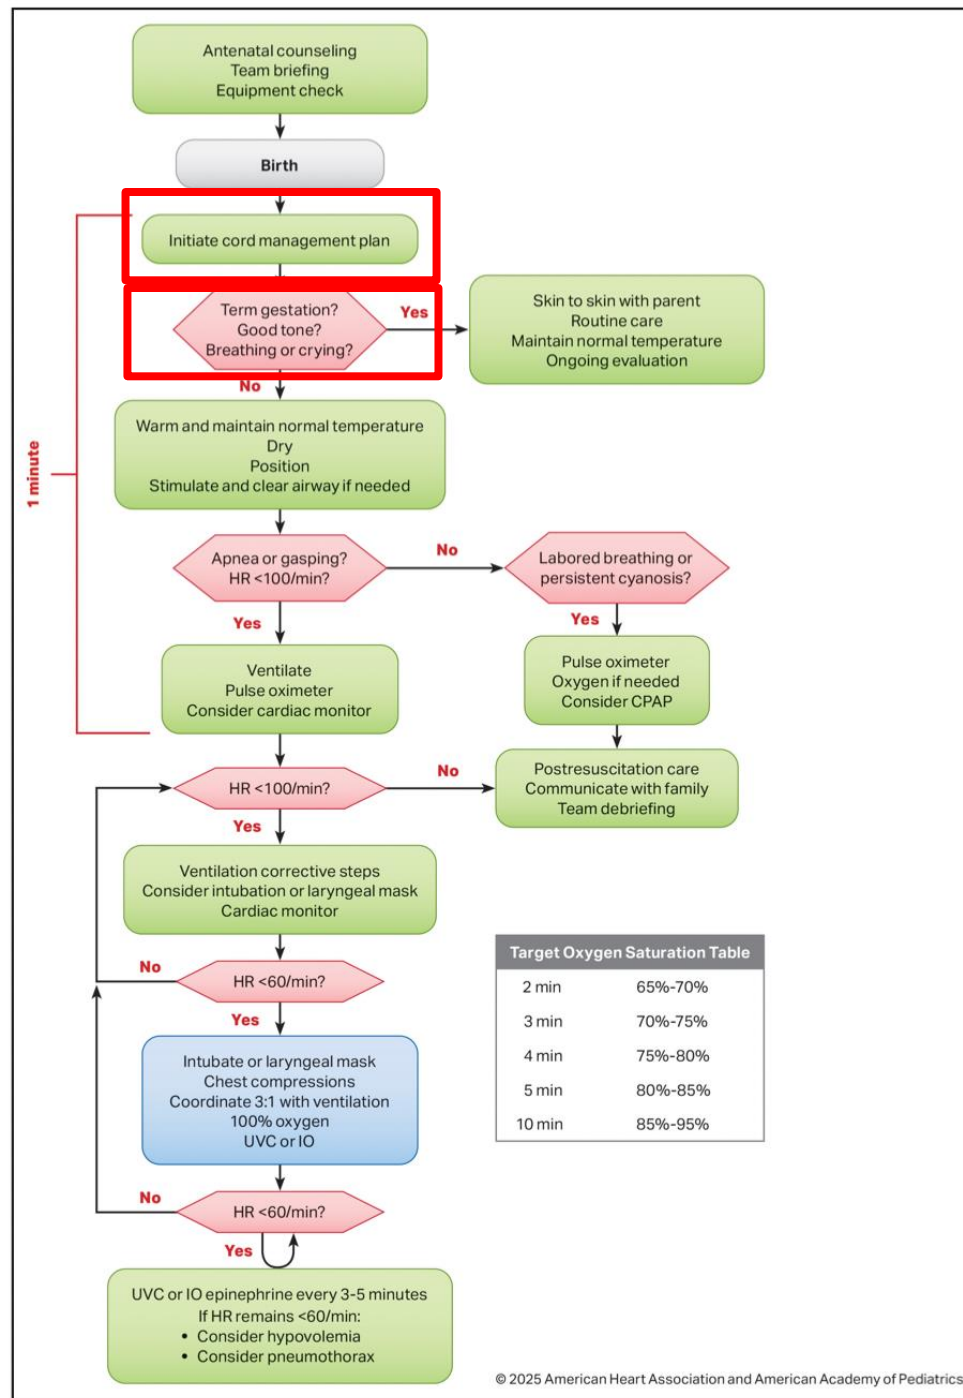 Antenatal counseling
Team briefing
Equipment check
Birth
Initiate cord management plan
Term gestation?
Good tone?
Breathing or crying?
Yes
Skin to skin with parent
Routine care
Maintain normal temperature
Ongoing evaluation
No
1 minute
Warm and maintain normal temperature
Dry
Position
Stimulate and clear airway if needed
Apnea or gasping?
HR <100/min?
No
Labored breathing or
persistent cyanosis?
Yes
Yes
Ventilate
Pulse oximeter
Consider cardiac monitor
Pulse oximeter
Oxygen if needed
Consider CPAP
HR <100/min?
No
Postresuscitation care
Communicate with family
Team debriefing
Yes
Ventilation corrective steps
Consider intubation or laryngeal mask
Cardiac monitor
No
HR <60/min?
Yes
Intubate or laryngeal mask
Chest compressions
Coordinate 3:1 with ventilation
100% oxygen
UVC or IO
Target Oxygen Saturation Table
2 min 65%-70%
3 min 70%-75%
4 min 75%-80%
5 min 80%-85%
10 min 85%-95%
No
HR <60/min?
Yes
UVC or IO epinephrine every 3-5 minutes
If HR remains <60/min:
• Consider hypovolemia
• Consider pneumothorax
© 2025 American Heart Association and American Academy of Pediatrics